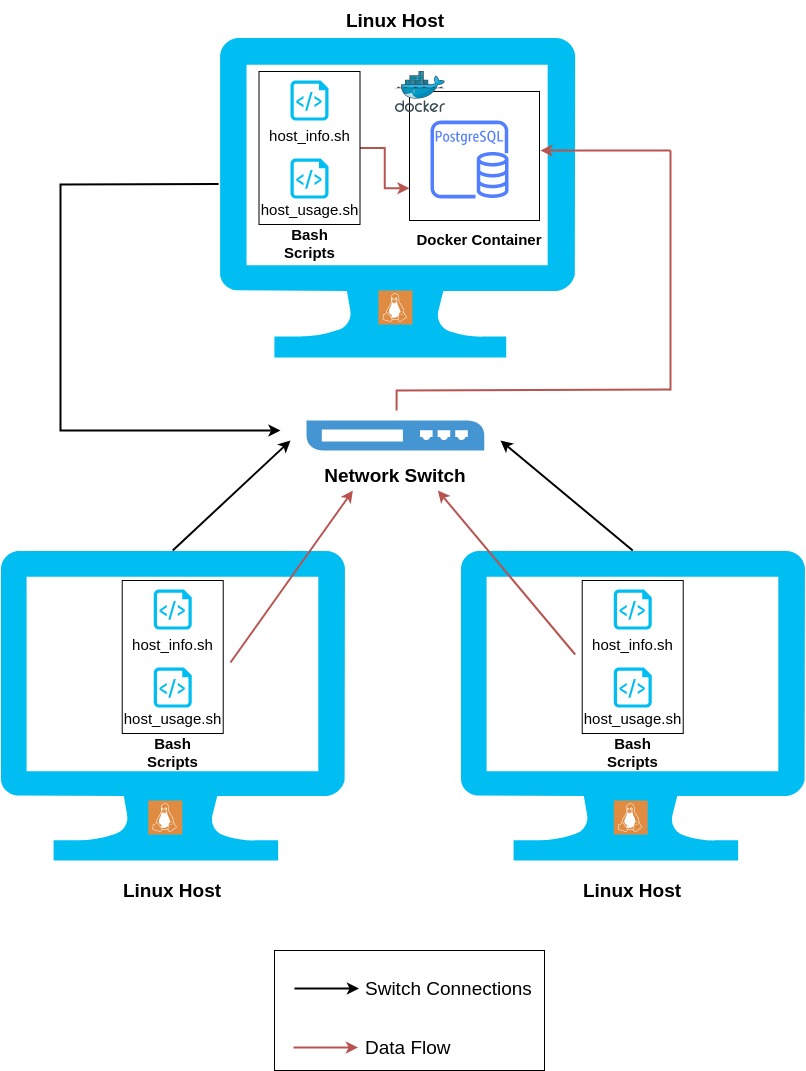 Linux Host
docker
host_info.sh
PostgreSQL
host_usage.sh
Bash
Scripts
Docker Container
Network Switch
host_info.sh
host_usage.sh
Bash
Scripts
Linux Host
host_info.sh
host_usage.sh
Bash
Scripts
Linux Host
Switch Connections
Data Flow